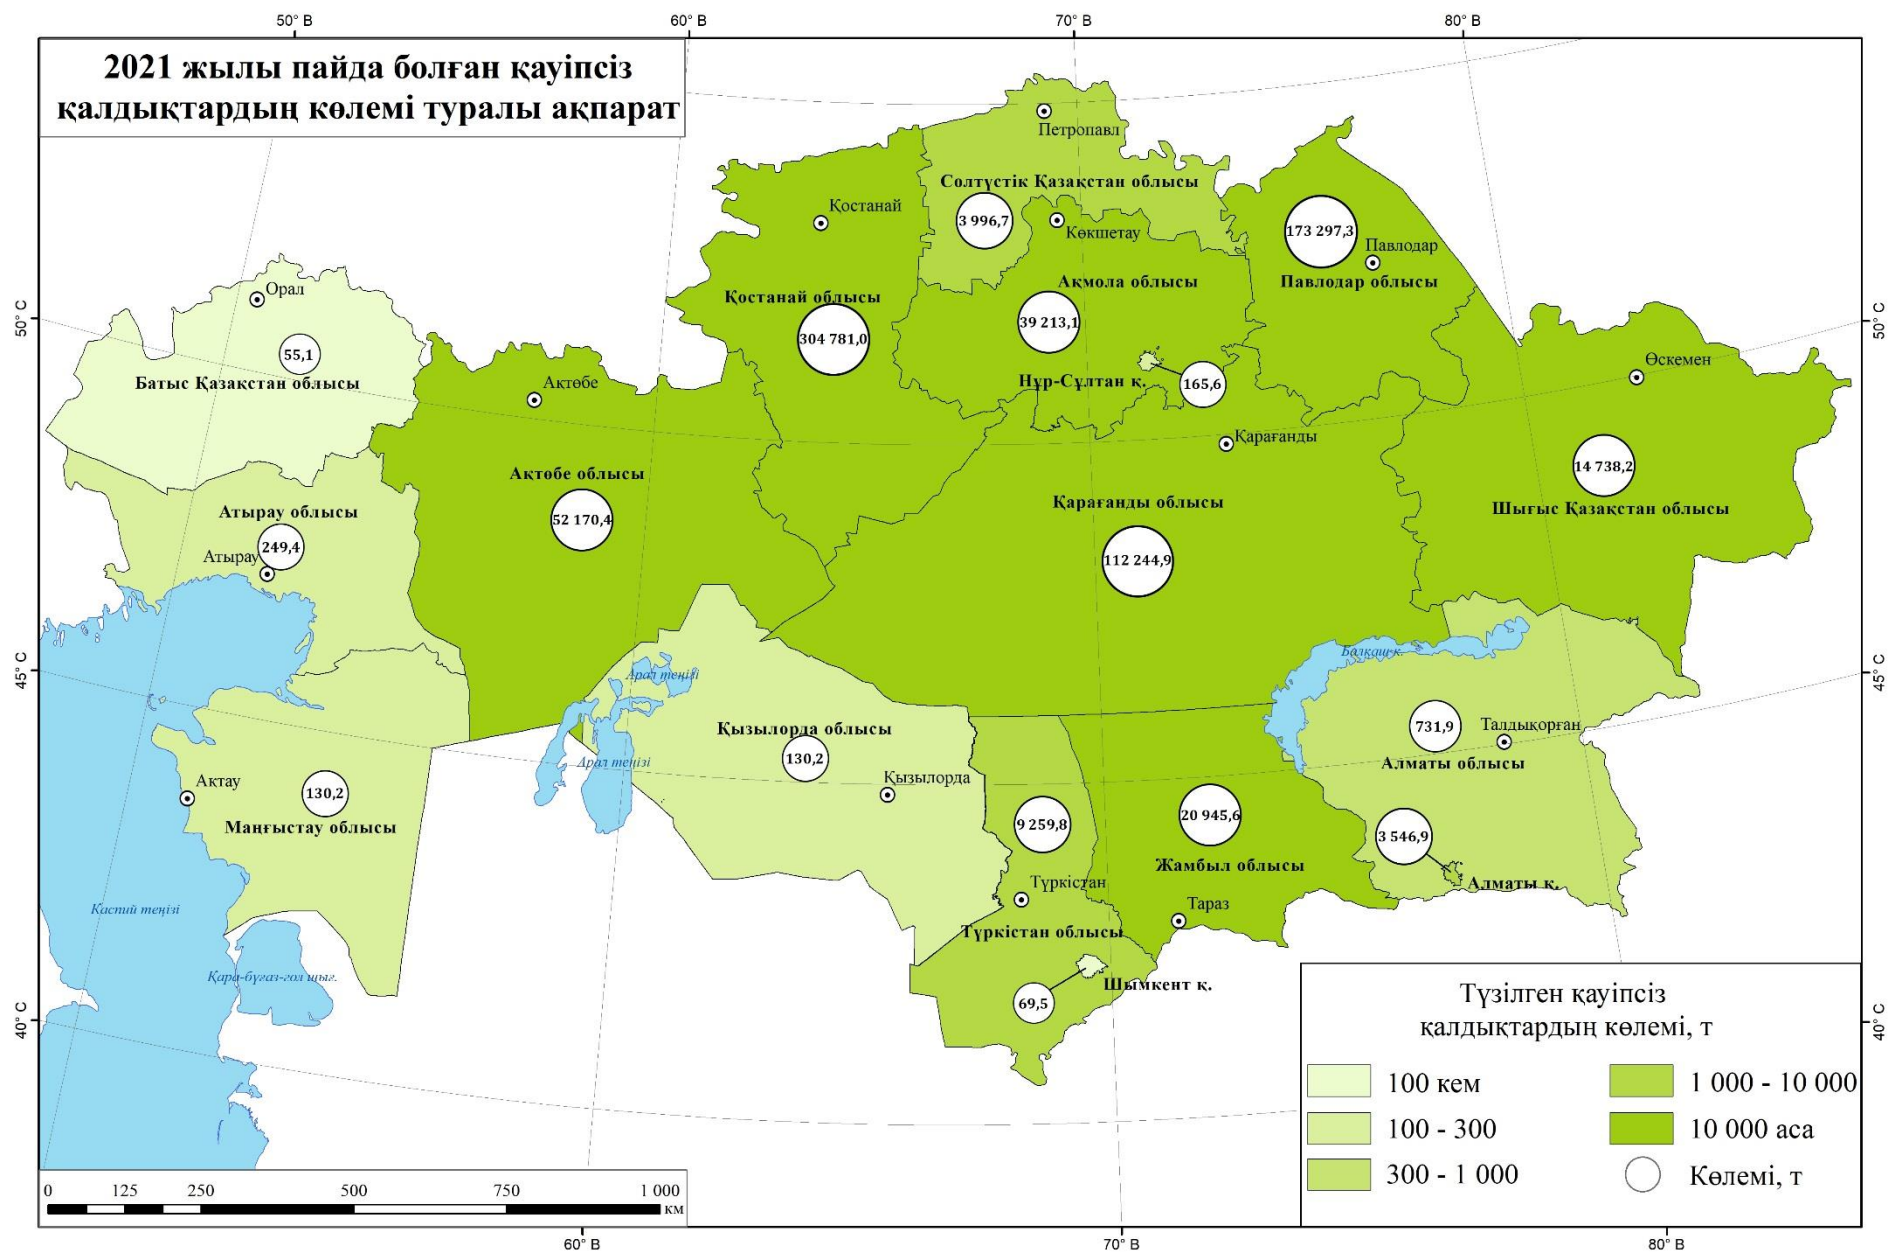 50° В
60° В
70° В
80° В
2021 жылы пайда болған қауіпсіз
қалдықтардың көлемі туралы ақпарат
Петропавл
Солтүстік Қазақстан облысы
3 996,7
Қостанай
Көкшетау
173 297,3
Павлодар
Павлодар облысы
Ақмола облысы
Қостанай облысы
304 781,0
39 213,1
Орал
55,1
Батыс Қазақстан облысы
50° С
50° С
Нұр-Сұлтан қ.
165,6
Өскемен
Ақтөбе
Қарағанды
14 738,2
Шығыс Қазақстан облысы
Ақтөбе облысы
52 170,4
Қарағанды облысы
112 244,9
Атырау облысы
249,4
Атырау
45° С
45° С
Арал теңізі
Балқаш к.
Қызылорда облысы
130,2
Қызылорда
Арал теңізі
731,9
Талдықорған
Алматы облысы
Ақтау
130,2
Маңғыстау облысы
9 259,8
20 945,6
3 546,9
Жамбыл облысы
Алматы қ.
Түркістан
Тараз
Түркістан облысы
Каспий теңізі
Қара-бұғаз-гол шығ.
Шымкент қ.
69,5
40° С
40° С
Түзілген қауіпсіз
қалдықтардың көлемі, т
100 кем
1 000 - 10 000
100 - 300
10 000 аса
300 - 1 000
Көлемі, т
0 125 250 500 750 1 000
км
60° В
70° В
80° В